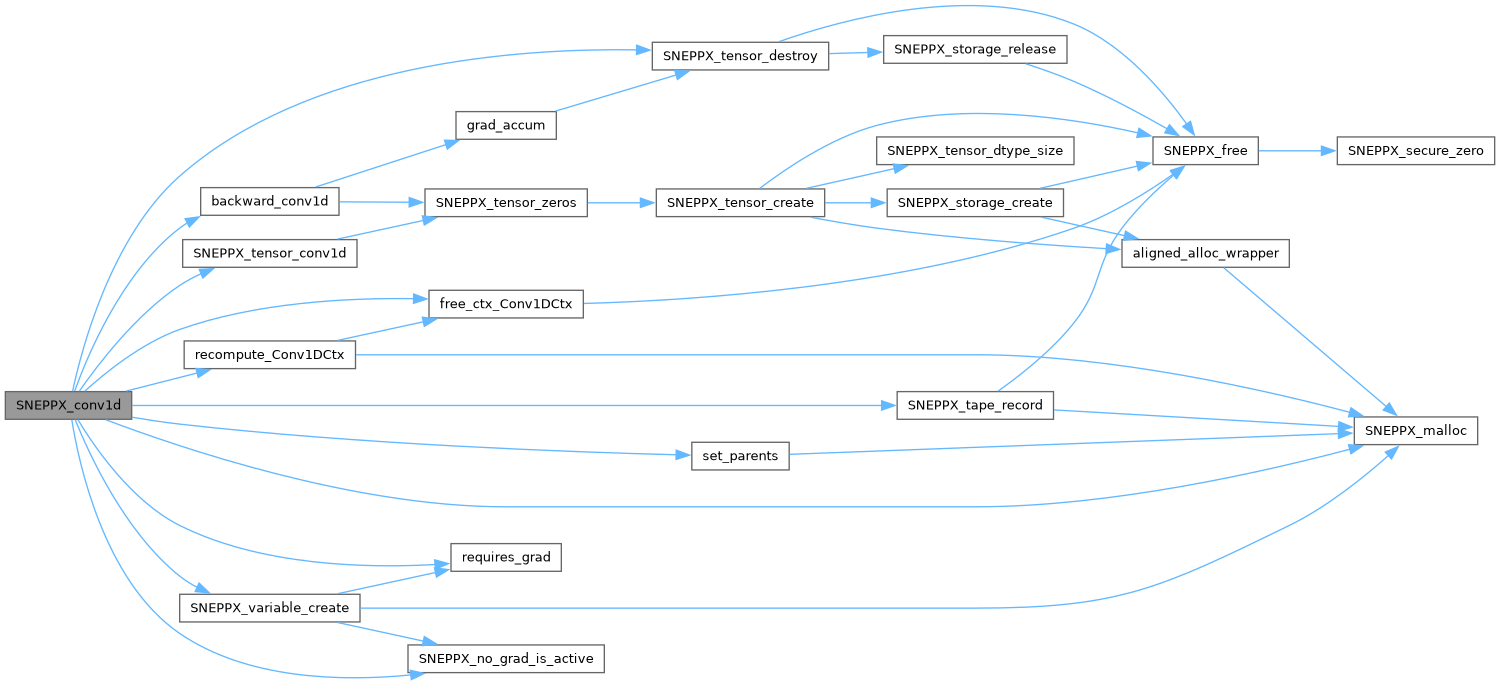 SNEPPX_tensor_destroy
SNEPPX_storage_release
grad_accum
SNEPPX_tensor_dtype_size
SNEPPX_free
SNEPPX_secure_zero
backward_conv1d
SNEPPX_tensor_zeros
SNEPPX_tensor_create
SNEPPX_storage_create
SNEPPX_tensor_conv1d
aligned_alloc_wrapper
free_ctx_Conv1DCtx
recompute_Conv1DCtx
SNEPPX_conv1d
SNEPPX_tape_record
SNEPPX_malloc
set_parents
requires_grad
SNEPPX_variable_create
SNEPPX_no_grad_is_active